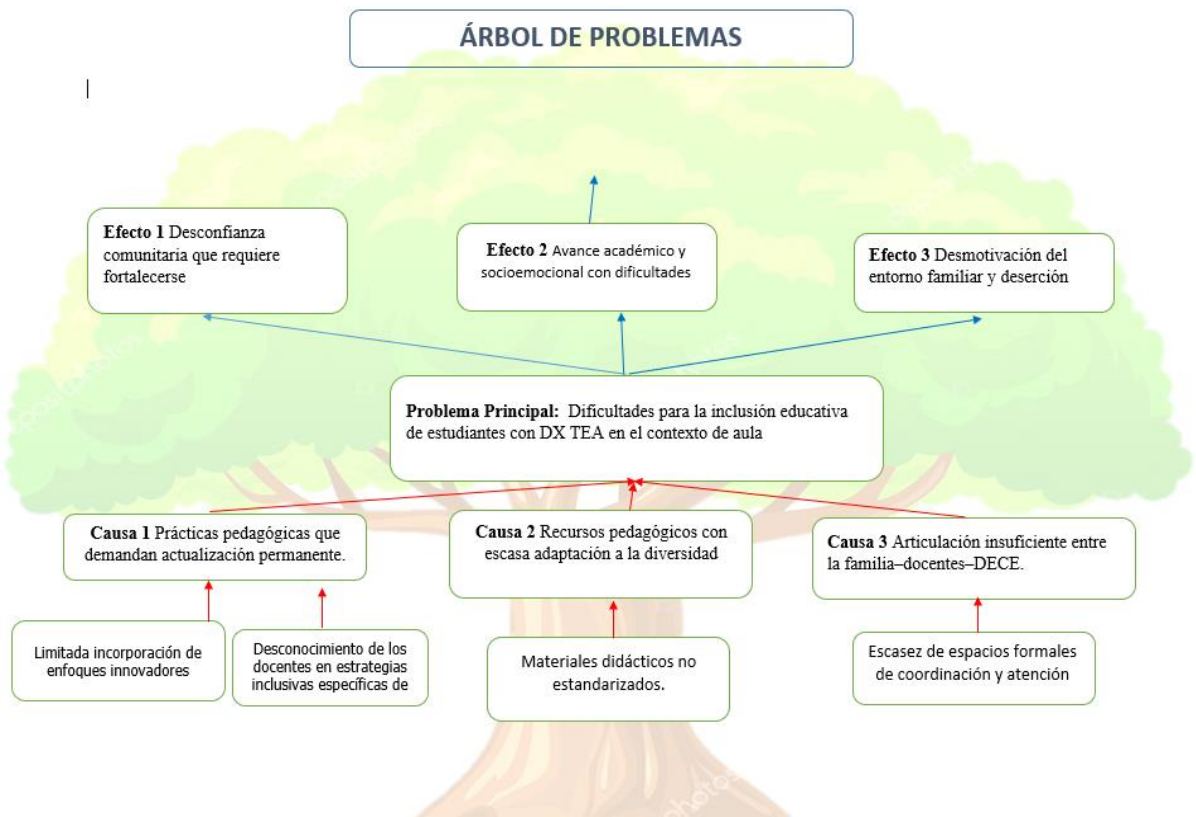 ÁRBOL DE PROBLEMAS
Efecto 1 Desconfianza
comunitaria que requiere
fortalecerse
Efecto 2 Avance académico y
socioemocional con dificultades
Efecto 3 Desmotivación del
entorno familiar y deserción
Problema Principal: Dificultades para la inclusión educativa
de estudiantes con DX TEA en el contexto de aula
Causa 1 Prácticas pedagógicas que
demandan actualización permanente.
Causa 2 Recursos pedagógicos con
escasa adaptación a la diversidad
Causa 3 Articulación insuficiente entre
la familia–docentes–DECE.
Limitada incorporación de
enfoques innovadores
Desconocimiento de los
docentes en estrategias
inclusivas específicas de
Materiales didácticos no
estandarizados.
Escasez de espacios formales
de coordinación y atención